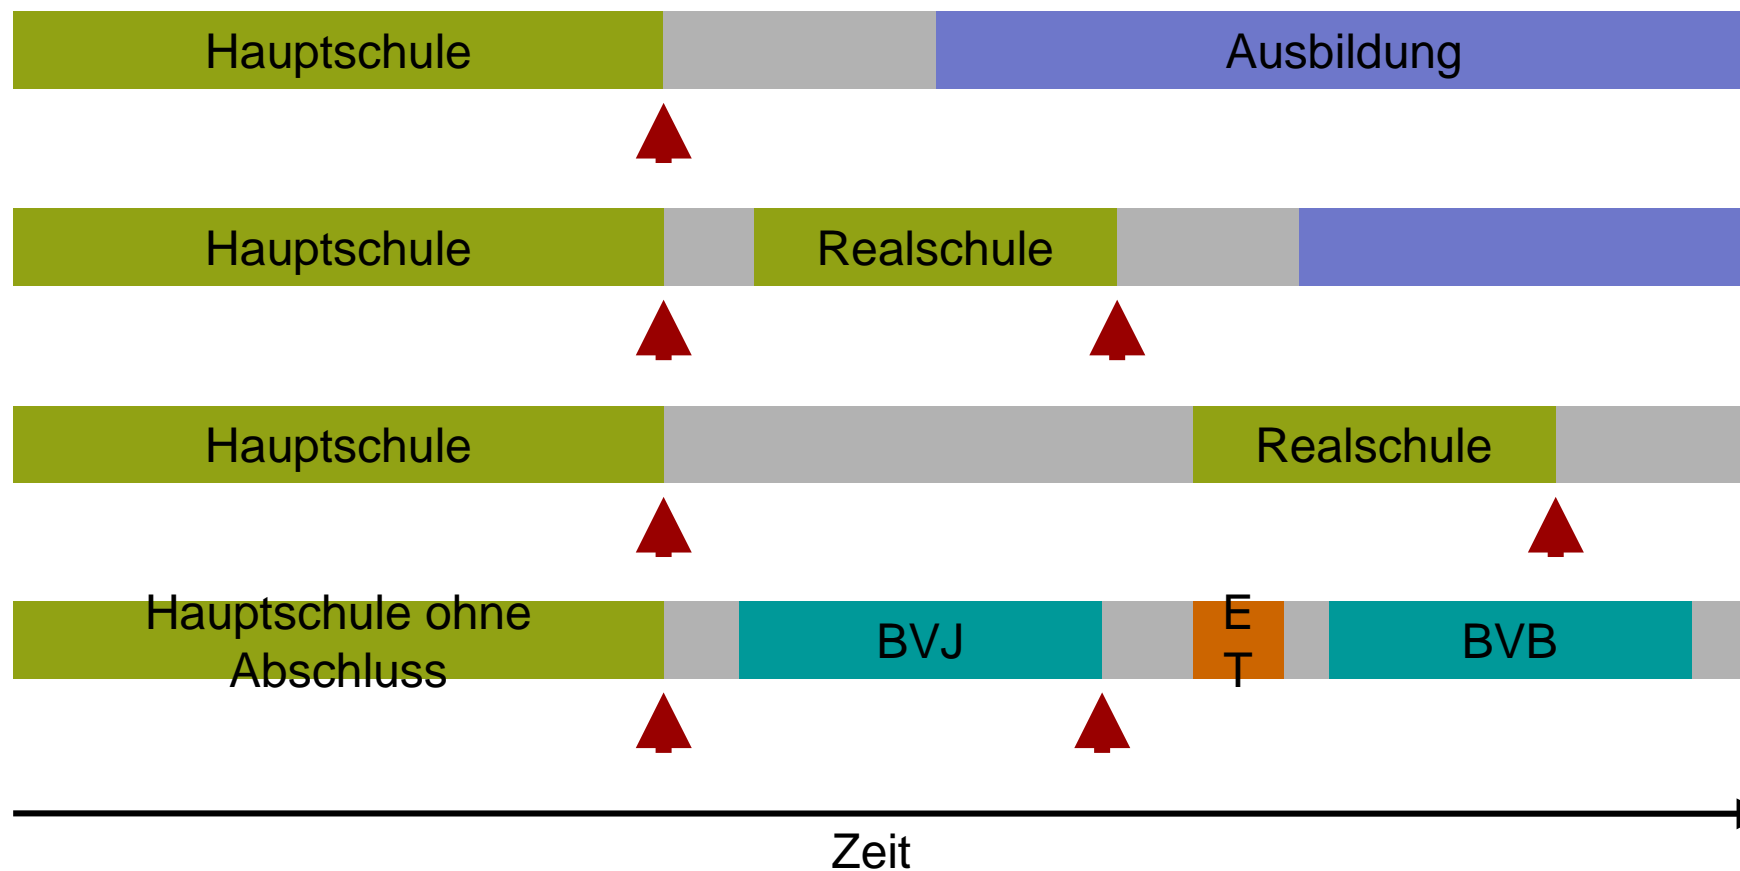 Hauptschule
Ausbildung
Hauptschule
Realschule
Hauptschule
Realschule
Hauptschule ohne
Abschluss
BVJ
E
T
BVB
Zeit